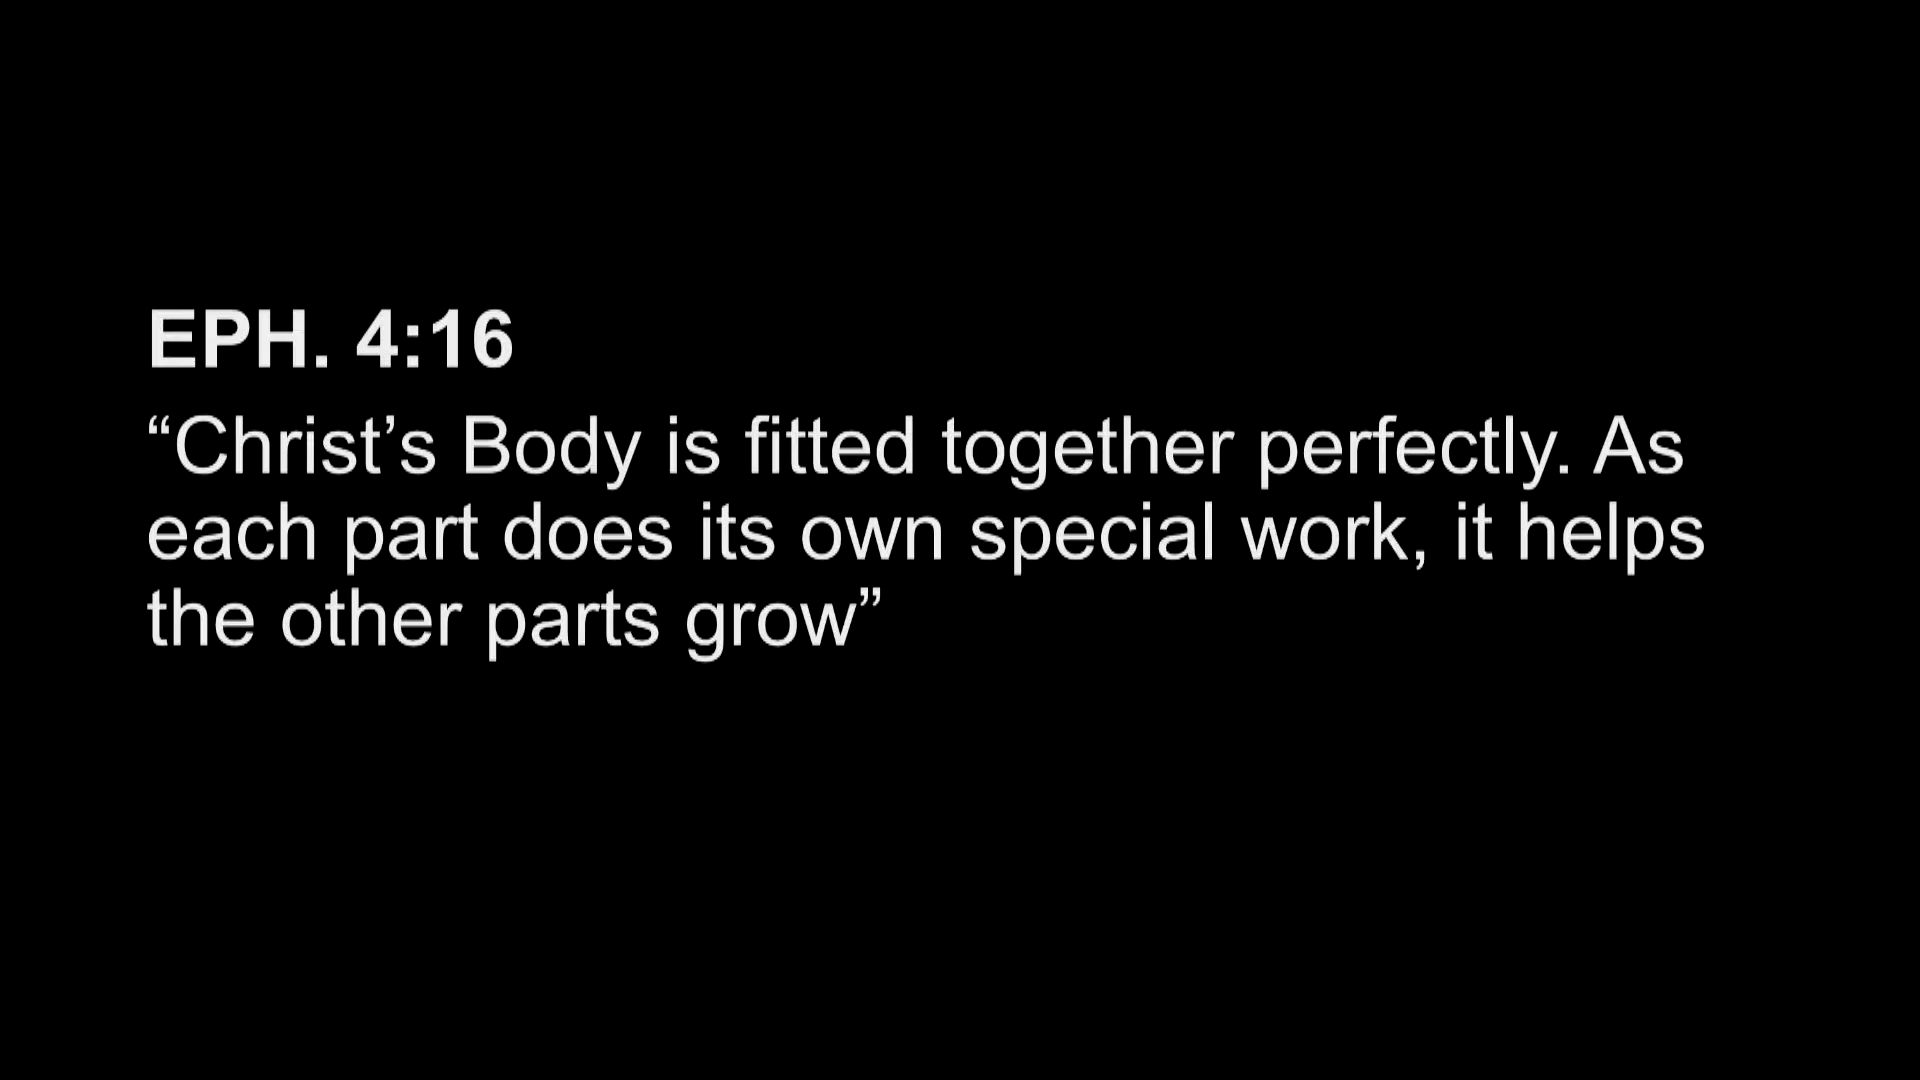 EPH. 4:16
“Christ’s Body is fitted together perfectly. As
each part does its own special work, it helps
the other parts grow”